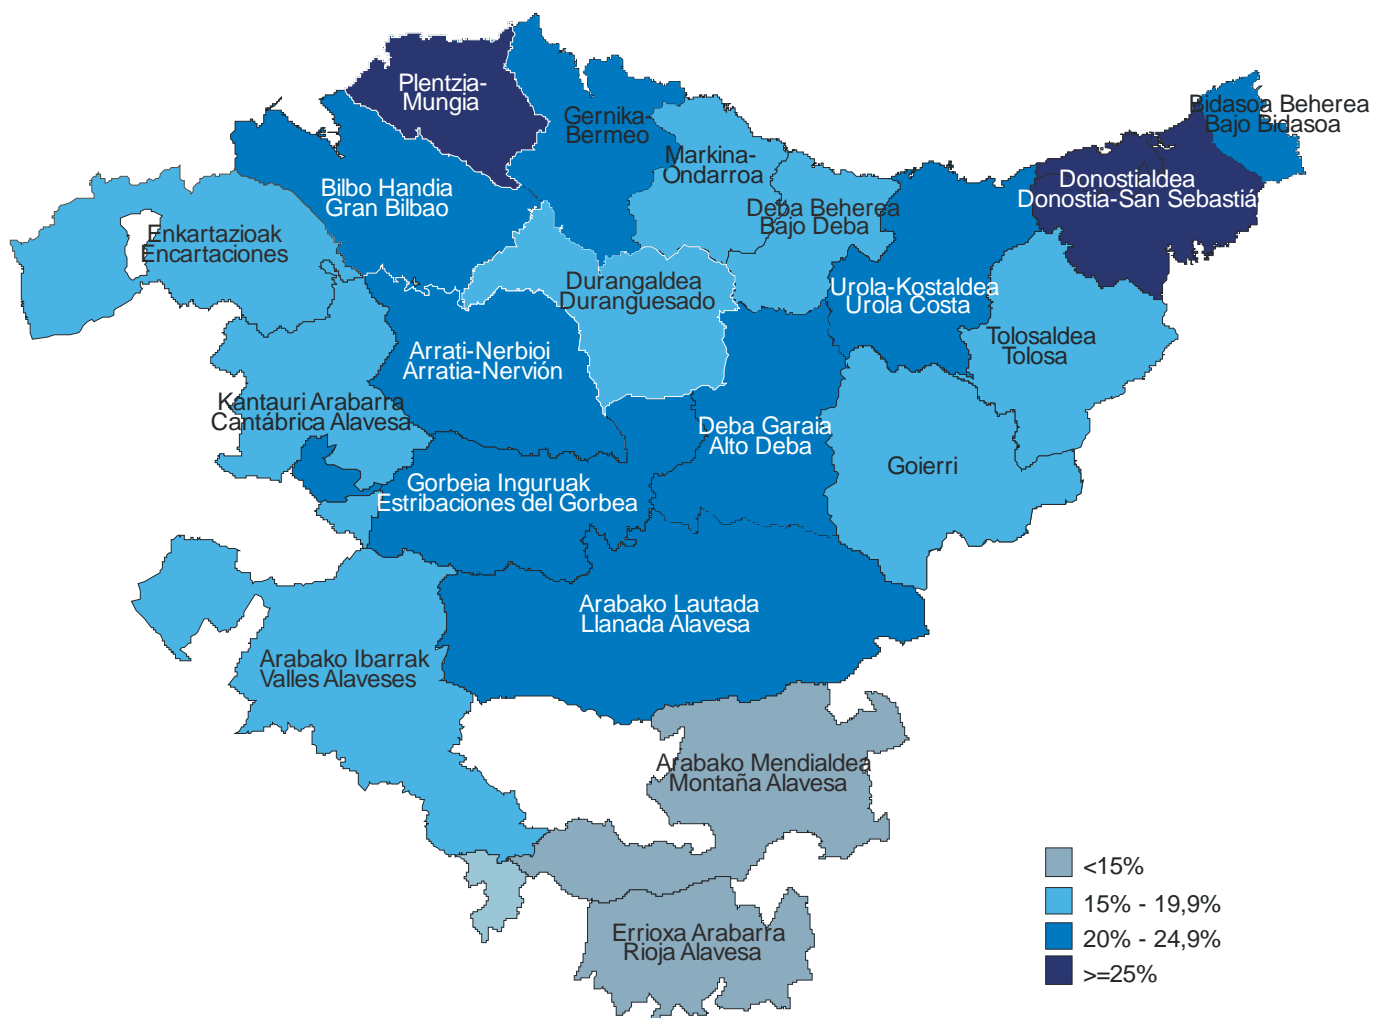 Plentzia-
Mungia
Gernika-
Bermeo
Bidasoa Beherea
Bajo Bidasoa
Markina-
Ondarroa
Donostialdea
Donostia-San Sebastiá
Bilbo Handia
Gran Bilbao
Deba Beherea
Bajo Deba
Enkartazioak
Encartaciones
Durangaldea
Duranguesado
Urola-Kostaldea
Urola Costa
Tolosaldea
Tolosa
Arrati-Nerbioi
Arratia-Nervión
Kantauri Arabarra
Cantábrica Alavesa
Deba Garaia
Alto Deba
Goierri
Gorbeia Inguruak
Estribaciones del Gorbea
Arabako Lautada
Llanada Alavesa
Arabako Ibarrak
Valles Alaveses
Arabako Mendialdea
Montaña Alavesa
Errioxa Arabarra
Rioja Alavesa
<15%
15% - 19,9%
20% - 24,9%
>=25%